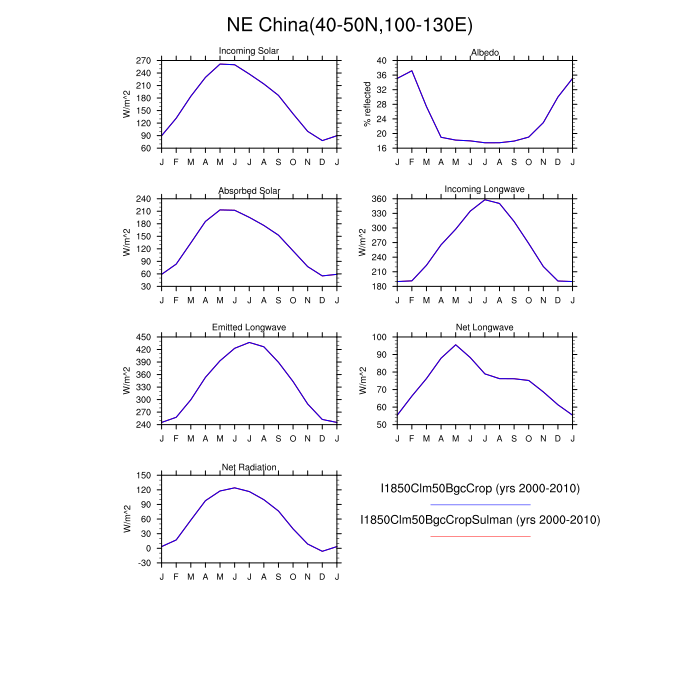 NE China(40-50N,100-130E)
Incoming Solar
W/m^2
270
240
210
180
150
120
90
60
J F M A M J J A S O N D J
Albedo
% reflected
40
36
32
28
24
20
16
J F M A M J J A S O N D J
Absorbed Solar
W/m^2
240
210
180
150
120
90
60
30
J F M A M J J A S O N D J
Incoming Longwave
W/m^2
360
330
300
270
240
210
180
J F M A M J J A S O N D J
Emitted Longwave
W/m^2
450
420
390
360
330
300
270
240
J F M A M J J A S O N D J
Net Longwave
W/m^2
100
90
80
70
60
50
J F M A M J J A S O N D J
Net Radiation
W/m^2
150
120
90
60
30
0
-30
J F M A M J J A S O N D J
I1850Clm50BgcCrop (yrs 2000-2010)
I1850Clm50BgcCropSulman (yrs 2000-2010)